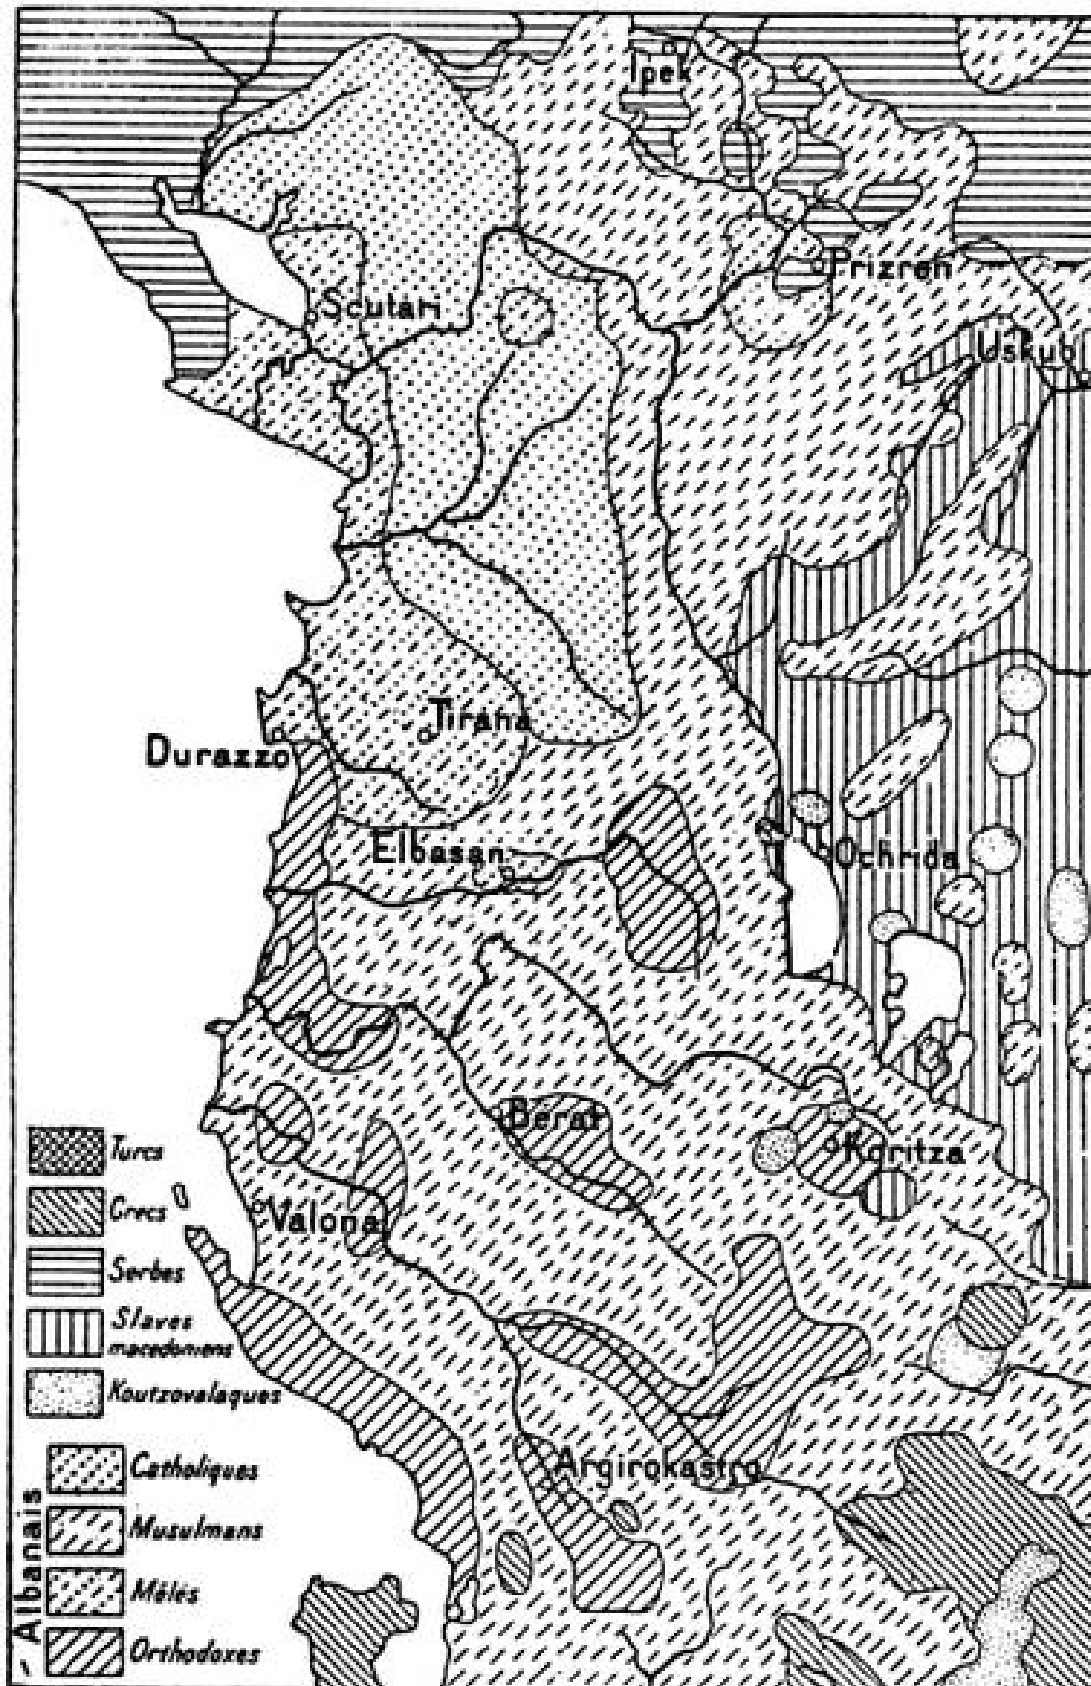 Ipek
Prizren
Scutari
Uskub
Tirana
Durazzo
Elbasan
Ochrida
Berat
Koritza
Valona
Argirokastro
Turcs
Grecs
Serbes
Slaves
macedoniens
Koutzovalaques
Albanais
Catholiques
Musulmans
Mêlés
Orthodoxes